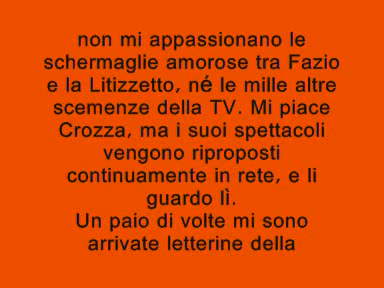 non mi appassionano le
schermaglie amorose tra Fazio
e la Litizzetto, né le mille altre
scemenze della TV. Mi piace
Crozza, ma i suoi spettacoli
vengono riproposti
continuamente in rete, e li
guardo lì.
Un paio di volte mi sono
arrivate letterine della